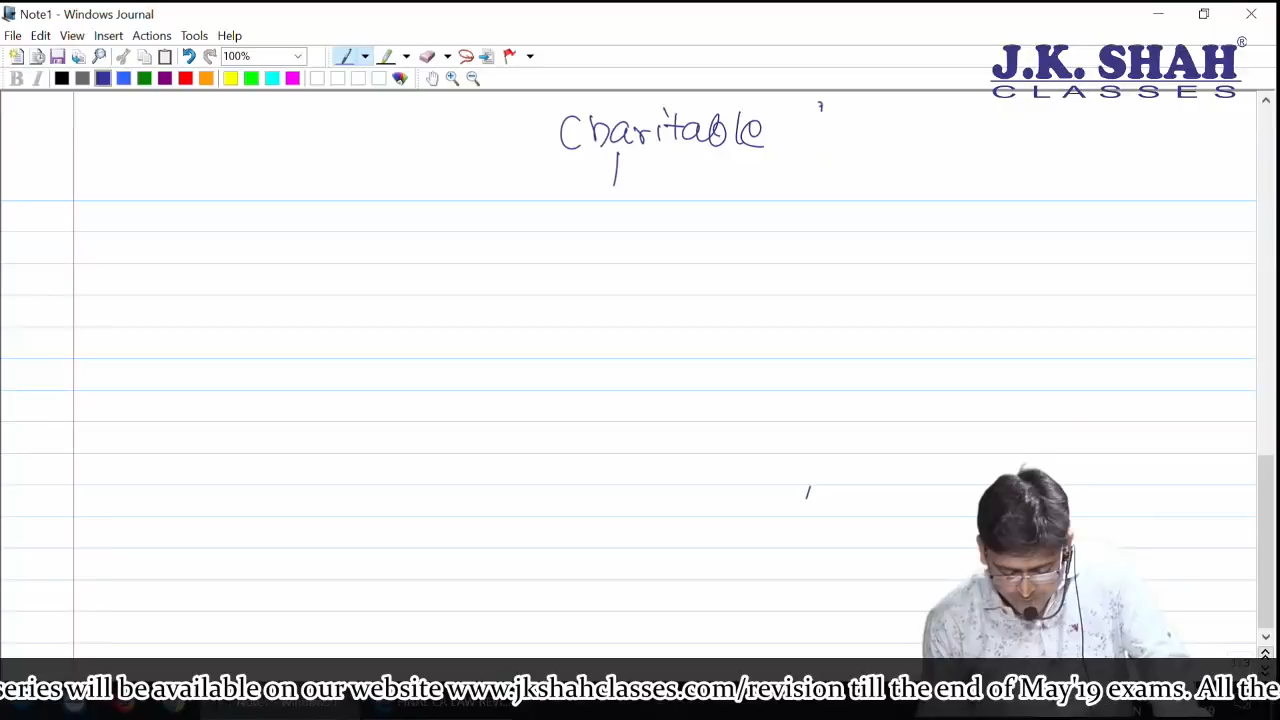 Note1 - Windows Journal
File Edit View Insert Actions Tools Help
100%
B I
J.K. SHAH®
CLASSES
Charitable
series will be available on our website www.jkshahclasses.com/revision till the end of May'19 exams. All the